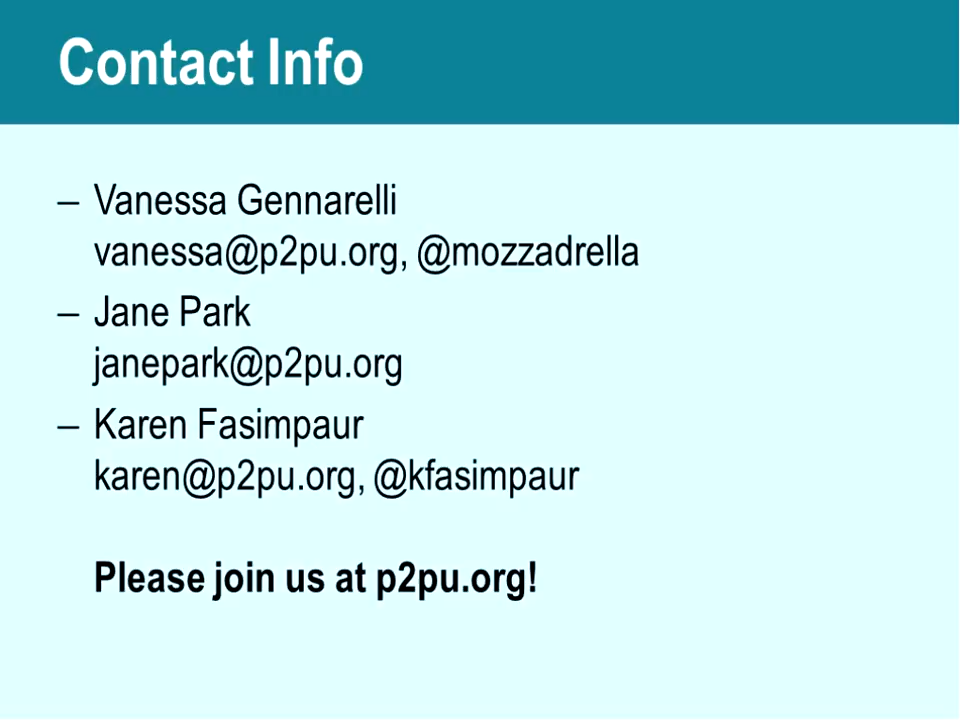 Contact Info
– Vanessa Gennarelli
vanessa@p2pu.org, @mozzadrella
– Jane Park
janepark@p2pu.org
– Karen Fasimpaur
karen@p2pu.org, @kfasimpaur
Please join us at p2pu.org!